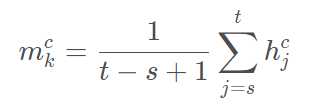 m_k^c = \frac{1}{t - s + 1} \sum_{j=s}^{t} h_j^c